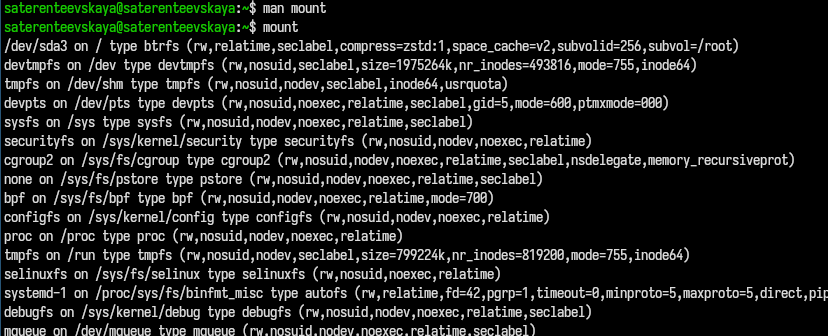 saterenteevskaya@saterenteevskaya:~$ man mount
saterenteevskaya@saterenteevskaya:~$ mount
/dev/sda3 on / type btrfs (rw,relatime,seclabel,compress=zstd:1,space_cache=v2,subvolid=256,subvol=/root)
devtmpfs on /dev type devtmpfs (rw,nosuid,seclabel,size=1975264k,nr_inodes=493816,mode=755,inode64)
tmpfs on /dev/shm type tmpfs (rw,nosuid,nodev,seclabel,inode64,usrquota)
devpts on /dev/pts type devpts (rw,nosuid,noexec,relatime,seclabel,gid=5,mode=600,ptmxmode=000)
sysfs on /sys type sysfs (rw,nosuid,nodev,noexec,relatime,seclabel)
securityfs on /sys/kernel/security type securityfs (rw,nosuid,nodev,noexec,relatime)
cgroup2 on /sys/fs/cgroup type cgroup2 (rw,nosuid,nodev,noexec,relatime,seclabel,nsdelegate,memory_recursiveprot)
none on /sys/fs/pstore type pstore (rw,nosuid,nodev,noexec,relatime,seclabel)
bpf on /sys/fs/bpf type bpf (rw,nosuid,nodev,noexec,relatime,mode=700)
configfs on /sys/kernel/config type configfs (rw,nosuid,nodev,noexec,relatime)
proc on /proc type proc (rw,nosuid,nodev,noexec,relatime)
tmpfs on /run type tmpfs (rw,nosuid,nodev,seclabel,size=799224k,nr_inodes=819200,mode=755,inode64)
selinuxfs on /sys/fs/selinux type selinuxfs (rw,nosuid,noexec,relatime)
systemd-1 on /proc/sys/fs/binfmt_misc type autofs (rw,relatime,fd=42,pgrp=1,timeout=0,minproto=5,maxproto=5,direct,pip
debugfs on /sys/kernel/debug type debugfs (rw,nosuid,nodev,noexec,relatime,seclabel)
mqueue on /dev/mqueue type mqueue (rw,nosuid,nodev,noexec,relatime,seclabel)